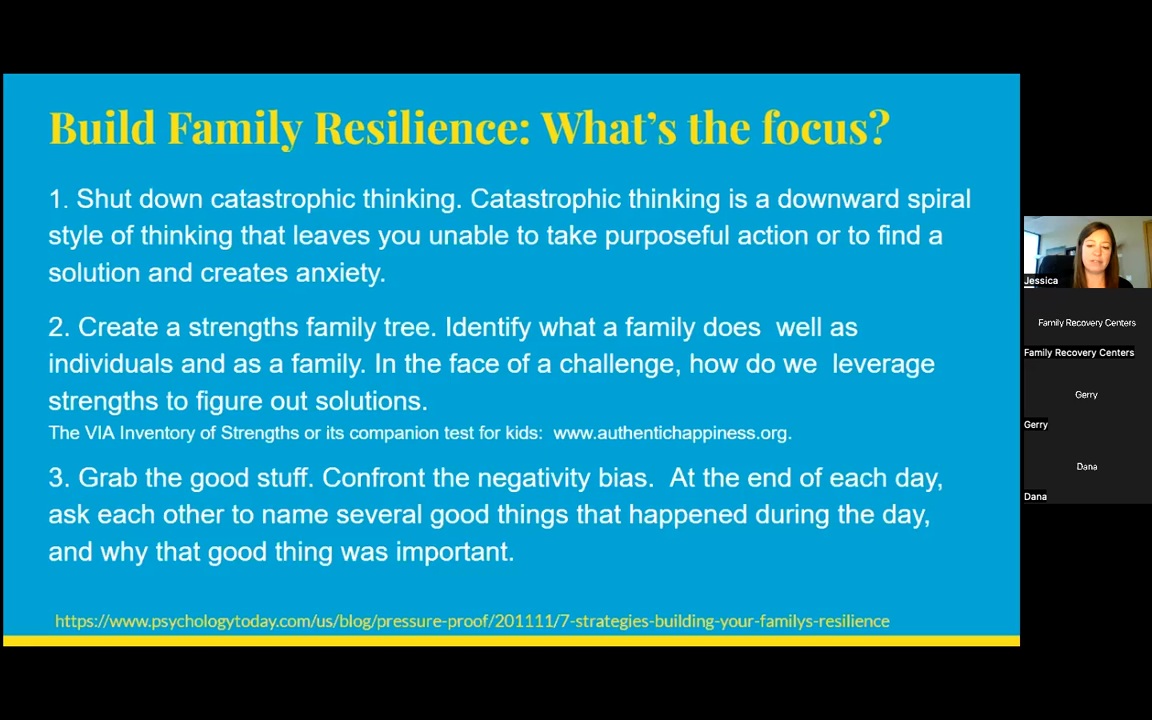 Build Family Resilience: What's the focus?
1. Shut down catastrophic thinking. Catastrophic thinking is a downward spiral
style of thinking that leaves you unable to take purposeful action or to find a
solution and creates anxiety.
2. Create a strengths family tree. Identify what a family does  well as
individuals and as a family. In the face of a challenge, how do we  leverage
strengths to figure out solutions.
The VIA Inventory of Strengths or its companion test for kids:  www.authentichappiness.org.
3. Grab the good stuff. Confront the negativity bias.  At the end of each day,
ask each other to name several good things that happened during the day,
and why that good thing was important.
https://www.psychologytoday.com/us/blog/pressure-proof/201111/7-strategies-building-your-familys-resilience
Jessica
Family Recovery Centers
Family Recovery Centers
Gerry
Gerry
Dana
Dana